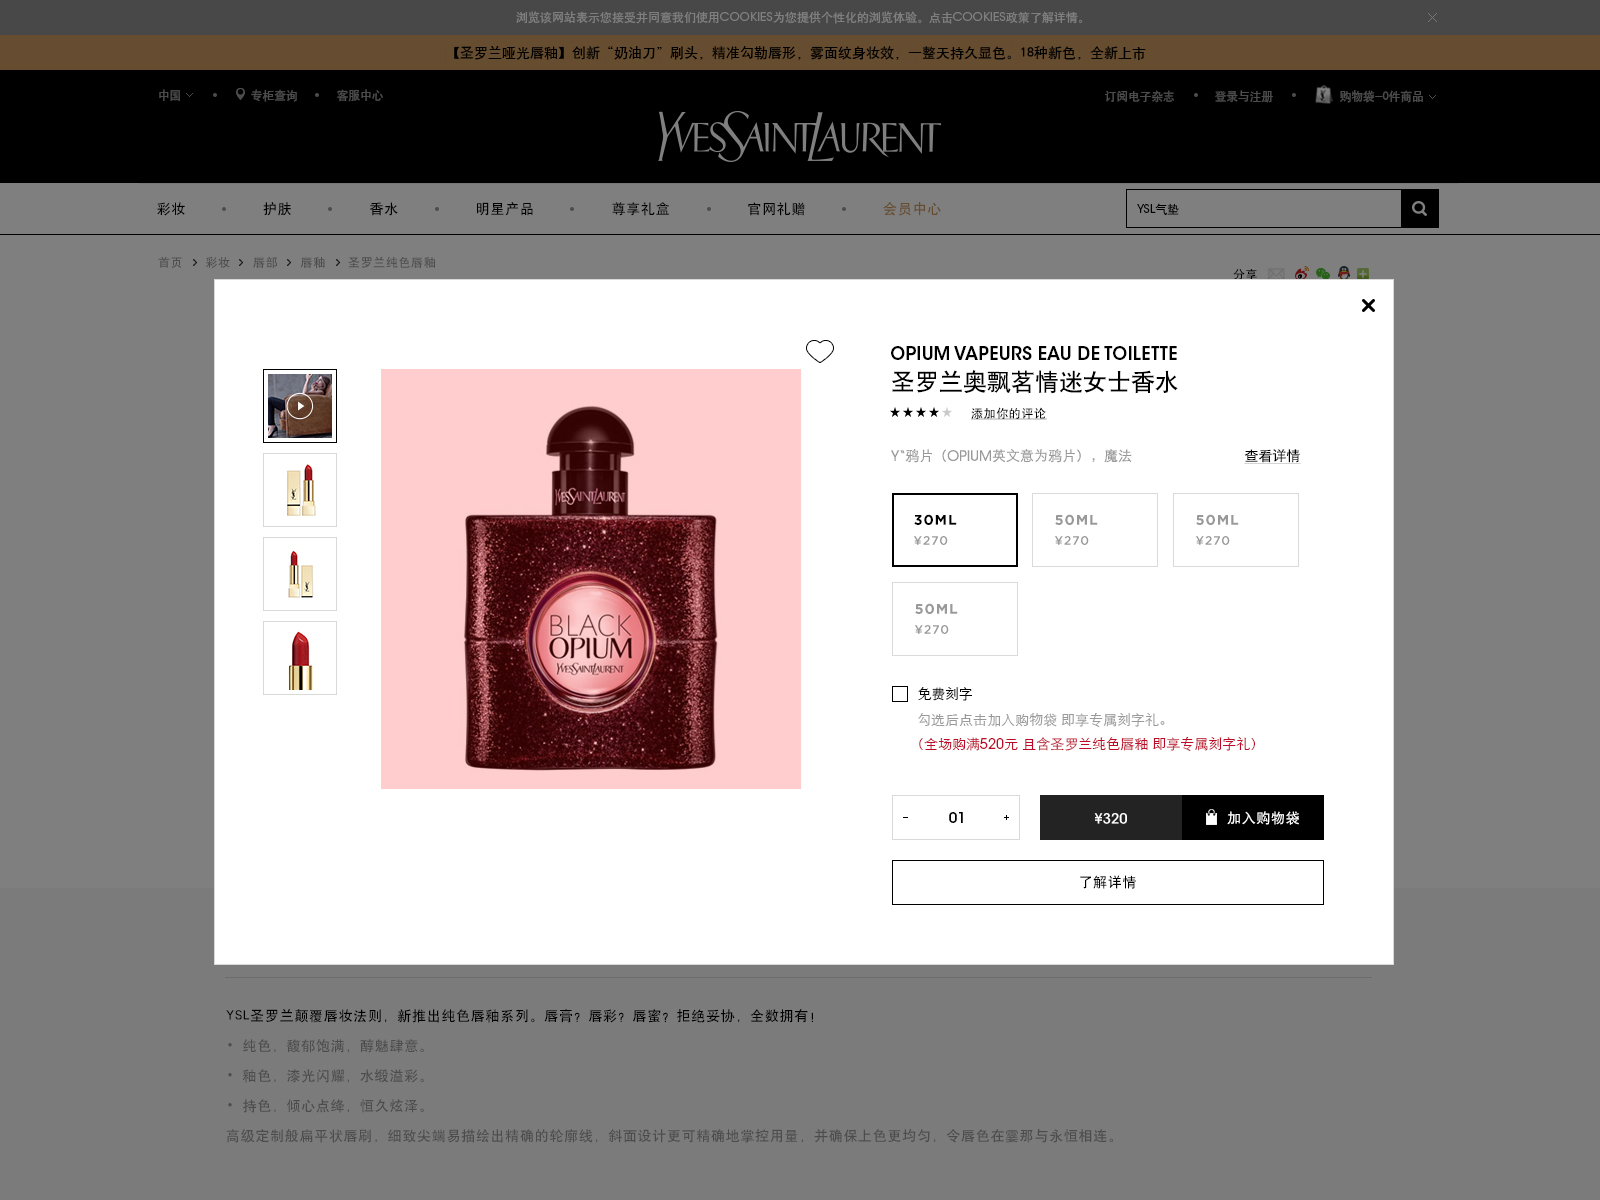 浏览该网站表示您接受并同意我们使用COOKIES为您提供个性化的浏览体验。点击COOKIES政策了解详情。
【圣罗兰哑光唇釉】创新“奶油刀”刷头，精准勾勒唇形，雾面纹身妆效，一整天持久显色。18种新色，全新上市
中国 • 专柜查询 • 客服中心
订阅电子杂志 • 登录与注册 • 购物袋—0件商品
YVESSAINTLAURENT
彩妆 • 护肤 • 香水 • 明星产品 • 尊享礼盒 • 官网礼赠 • 会员中心
YSL气垫
首页 > 彩妆 > 唇部 > 唇釉 > 圣罗兰纯色唇釉
分享
OPIUM VAPEURS EAU DE TOILETTE
圣罗兰奥飘茗情迷女士香水
添加你的评论
Y“鸦片（OPIUM英文意为鸦片），魔法
查看详情
30ML
¥270
50ML
¥270
50ML
¥270
50ML
¥270
YVESSAINTLAURENT
BLACK
OPIUM
YVESSAINTLAURENT
免费刻字
勾选后点击加入购物袋 即享专属刻字礼。
（全场购满520元 且含圣罗兰纯色唇釉 即享专属刻字礼）
- 01 +
¥320
加入购物袋
了解详情
YSL圣罗兰颠覆唇妆法则，新推出纯色唇釉系列。唇膏？唇彩？唇蜜？拒绝妥协，全数拥有！
• 纯色，馥郁饱满，醇魅肆意。
• 釉色，漆光闪耀，水缎溢彩。
• 持色，倾心点绛，恒久炫泽。
高级定制般扁平状唇刷，细致尖端易描绘出精确的轮廓线，斜面设计更可精确地掌控用量，并确保上色更均匀，令唇色在霎那与永恒相连。